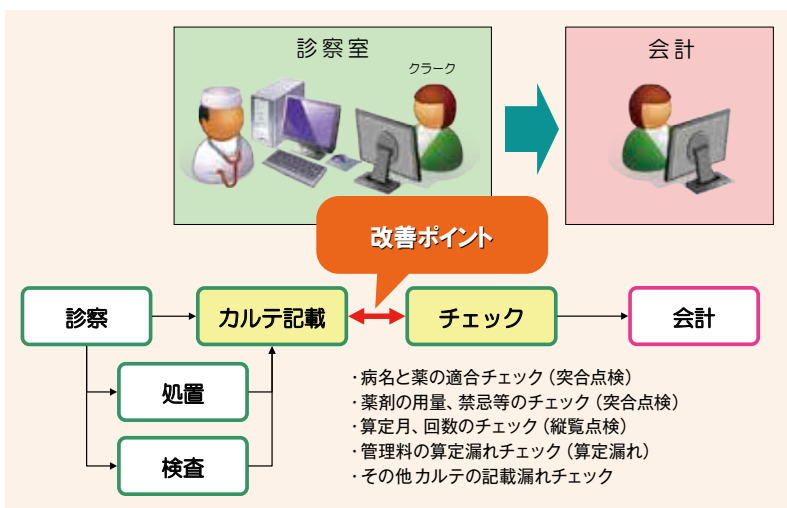 診察室
クラーク
会計
改善ポイント
診察
カルテ記載
チェック
会計
処置
検査
・病名と薬の適合チェック（突合点検）
・薬剤の用量、禁忌等のチェック（突合点検）
・算定月、回数のチェック（縦覧点検）
・管理料の算定漏れチェック（算定漏れ）
・その他カルテの記載漏れチェック